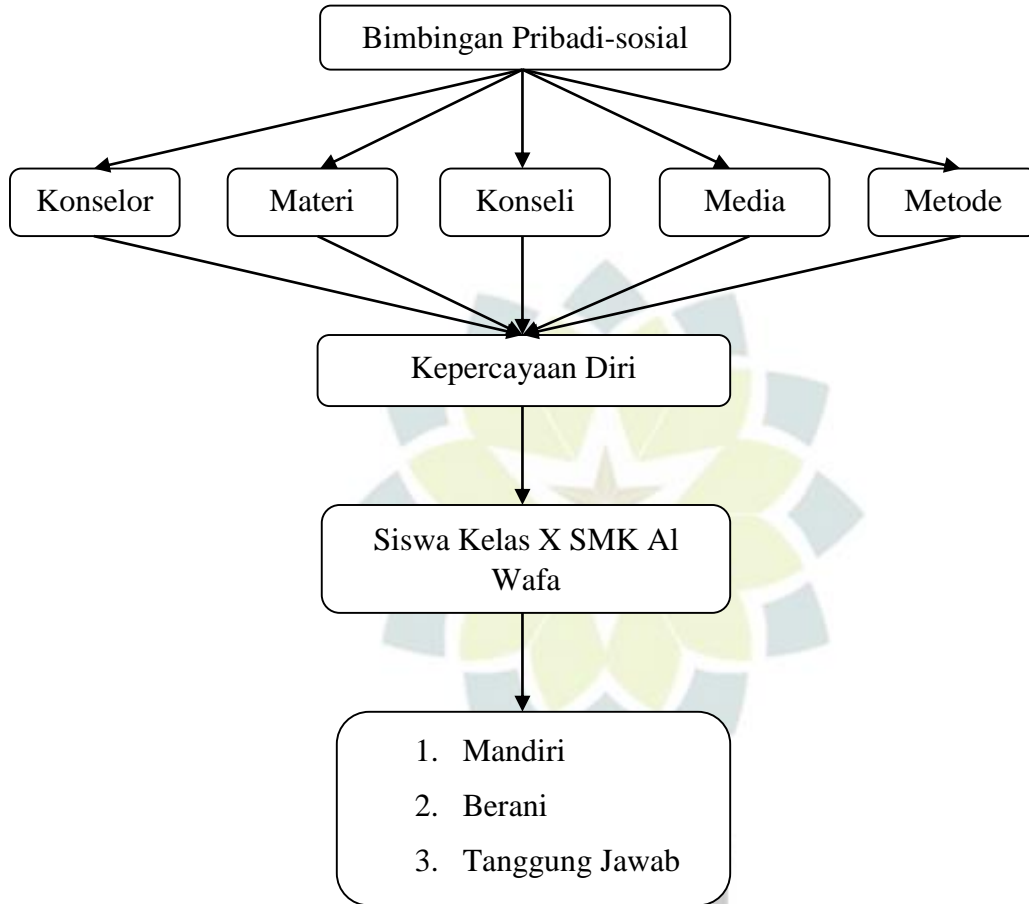 Bimbingan Pribadi-sosial
Konselor
Materi
Konseli
Media
Metode
Kepercayaan Diri
Siswa Kelas X SMK Al
Wafa
1. Mandiri
2. Berani
3. Tanggung Jawab